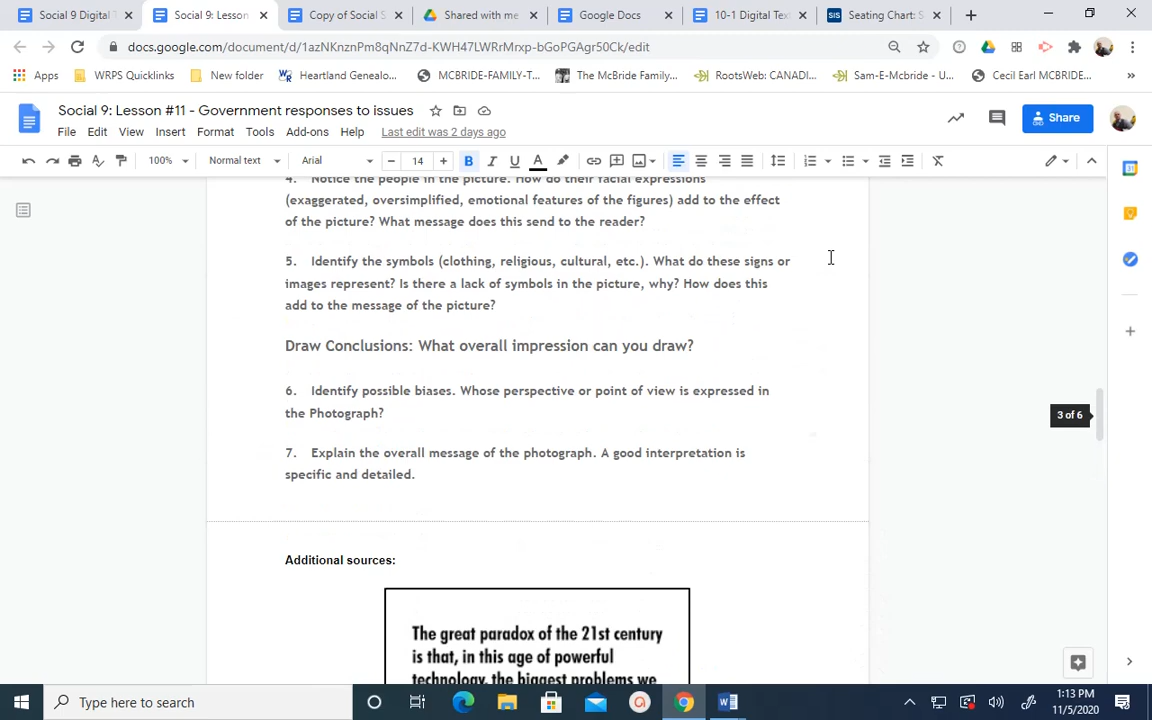 Social 9 Digital T
Social 9: Lesson
Copy of Social S
Shared with me
Google Docs
10-1 Digital Text
Seating Chart: S
docs.google.com/document/d/1azNKnznPm8qNnZ7d-KWH47LWRrMrxp-bGoPGAgr50Ck/edit
Apps
WRPS Quicklinks
New folder
Heartland Genealo...
MCBRIDE-FAMILY-T...
The McBride Family...
RootsWeb: CANADI...
Sam-E-Mcbride - U...
Cecil Earl MCBRIDE...
Social 9: Lesson #11 - Government responses to issues
Share
File Edit View Insert Format Tools Add-ons Help Last edit was 2 days ago
100% Normal text Arial 14 B I U A
4. Notice the people in the picture. How do their facial expressions
(exaggerated, oversimplified, emotional features of the figures) add to the effect
of the picture? What message does this send to the reader?
5. Identify the symbols (clothing, religious, cultural, etc.). What do these signs or
images represent? Is there a lack of symbols in the picture, why? How does this
add to the message of the picture?
Draw Conclusions: What overall impression can you draw?
6. Identify possible biases. Whose perspective or point of view is expressed in
the Photograph?
3 of 6
7. Explain the overall message of the photograph. A good interpretation is
specific and detailed.
Additional sources:
The great paradox of the 21st century
is that, in this age of powerful
technology, the biggest problems we
Type here to search
1:13 PM
11/5/2020